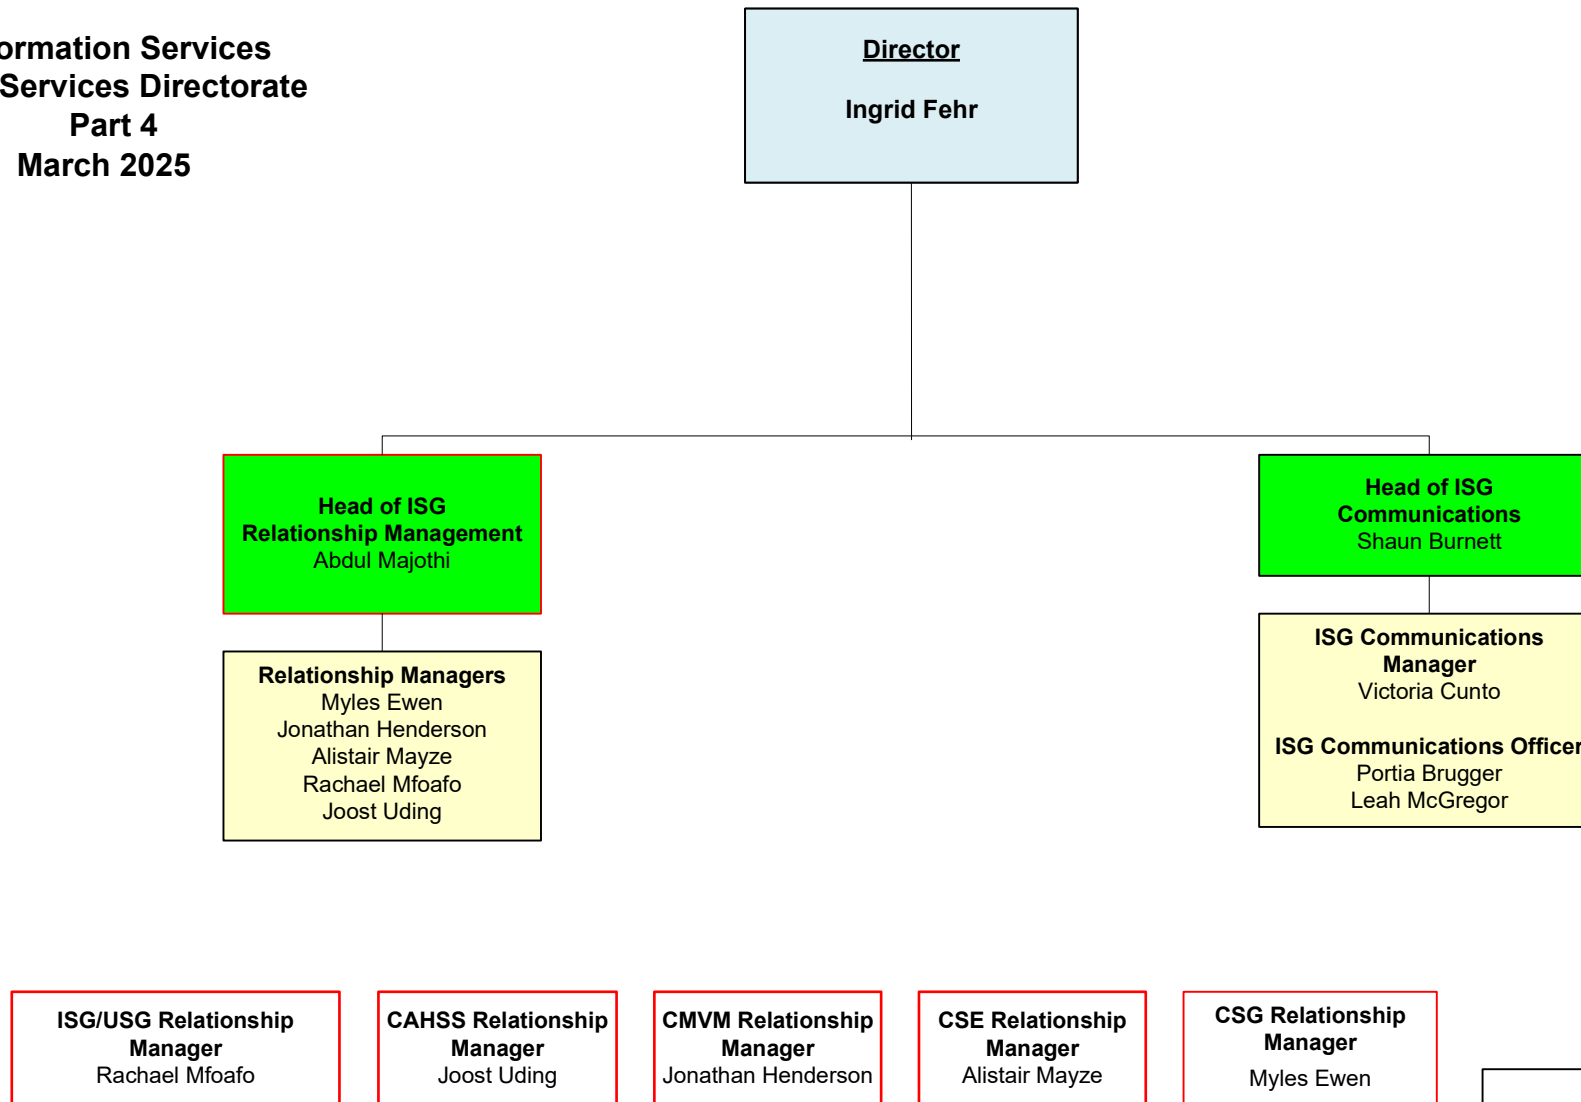 ormation Services
Services Directorate
Part 4
March 2025
Director
Ingrid Fehr
Head of ISG
Relationship Management
Abdul Majothi
Head of ISG
Communications
Shaun Burnett
Relationship Managers
Myles Ewen
Jonathan Henderson
Alistair Mayze
Rachael Mfoafo
Joost Uding
ISG Communications
Manager
Victoria Cunto
ISG Communications Officer
Portia Brugger
Leah McGregor
ISG/USG Relationship
Manager
Rachael Mfoafo
CAHSS Relationship
Manager
Joost Uding
CMVM Relationship
Manager
Jonathan Henderson
CSE Relationship
Manager
Alistair Mayze
CSG Relationship
Manager
Myles Ewen